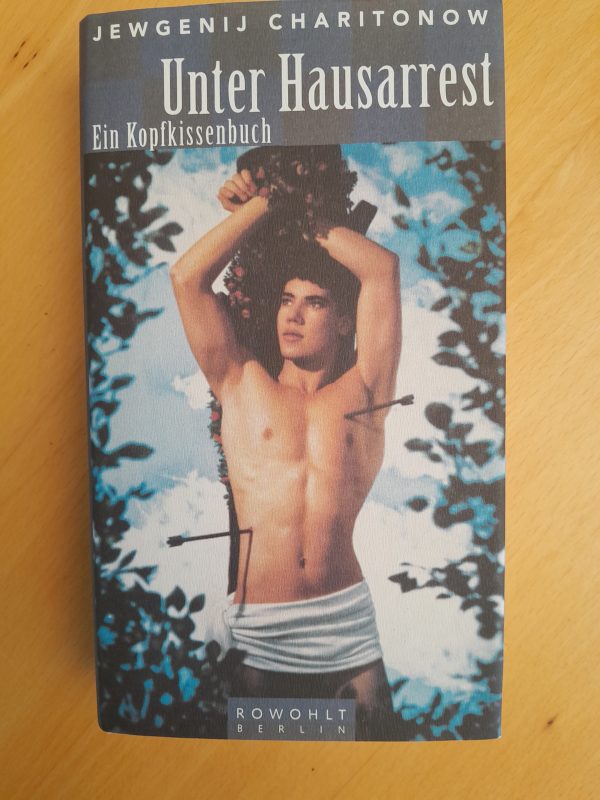 JEWGENIJ CHARITONOW
Unter Hausarrest
Ein Kopfkissenbuch
ROWOHLT
BERLIN